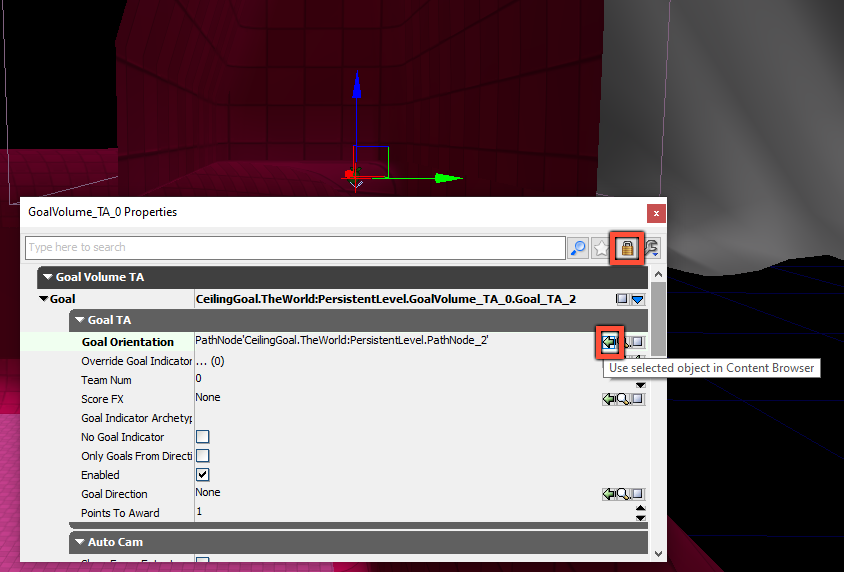 GoalVolume_TA_0 Properties
x
Type here to search
Goal Volume TA
Goal CeilingGoal.TheWorld:PersistentLevel.GoalVolume_TA_0.Goal_TA_2
Goal TA
Goal Orientation PathNode'CeilingGoal.TheWorld:PersistentLevel.PathNode_2'
Override Goal Indicator ... (0)
Use selected object in Content Browser
Team Num 0
Score FX None
Goal Indicator Archetyp
No Goal Indicator
Only Goals From Directi
Enabled
Goal Direction None
Points To Award 1
Auto Cam